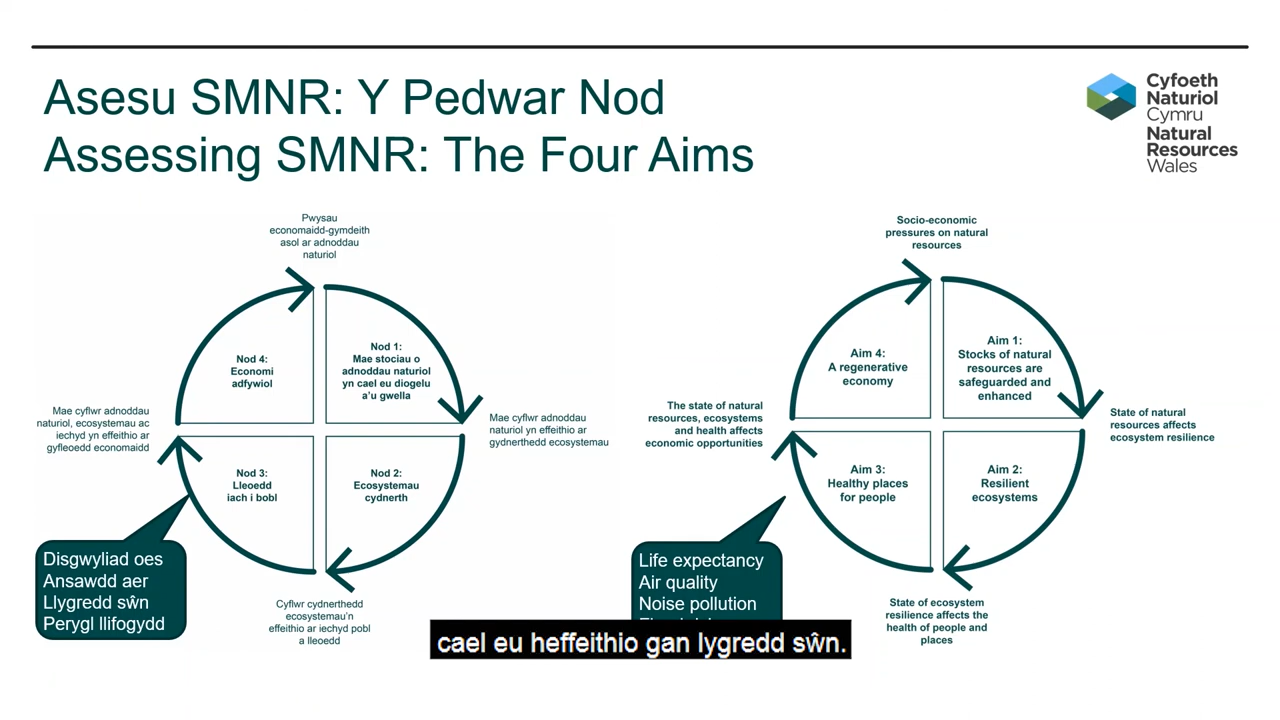 Asesu SMNR: Y Pedwar Nod
Assessing SMNR: The Four Aims
Cyfoeth
Naturiol
Cymru
Natural
Resources
Wales
Pwysau
economaidd-gymdeith
asol ar adnoddau
naturiol
Nod 4:
Economi
adfywiol
Nod 1:
Mae stociau o
adnoddau naturiol
yn cael eu diogelu
a'u gwella
Mae cyflwr adnoddau
naturiol, ecosystemau ac
iechyd yn effeithio ar
gyfleoedd economaidd
Mae cyflwr adnoddau
naturiol yn effeithio ar
gydnerthedd ecosystemau
Nod 3:
Lleoedd
iach i bobl
Nod 2:
Ecosystemau
cydnerth
Disgwyliad oes
Ansawdd aer
Llygredd sŵn
Perygl llifogydd
Cyflwr cydnerthedd
ecosystemau'n
effeithio ar iechyd pobl
a lleoedd
Socio-economic
pressures on natural
resources
Aim 4:
A regenerative
economy
Aim 1:
Stocks of natural
resources are
safeguarded and
enhanced
The state of natural
resources, ecosystems
and health affects
economic opportunities
State of natural
resources affects
ecosystem resilience
Aim 3:
Healthy places
for people
Aim 2:
Resilient
ecosystems
Life expectancy
Air quality
Noise pollution
State of ecosystem
resilience affects the
health of people and
places
cael eu heffeithio gan lygredd sŵn.